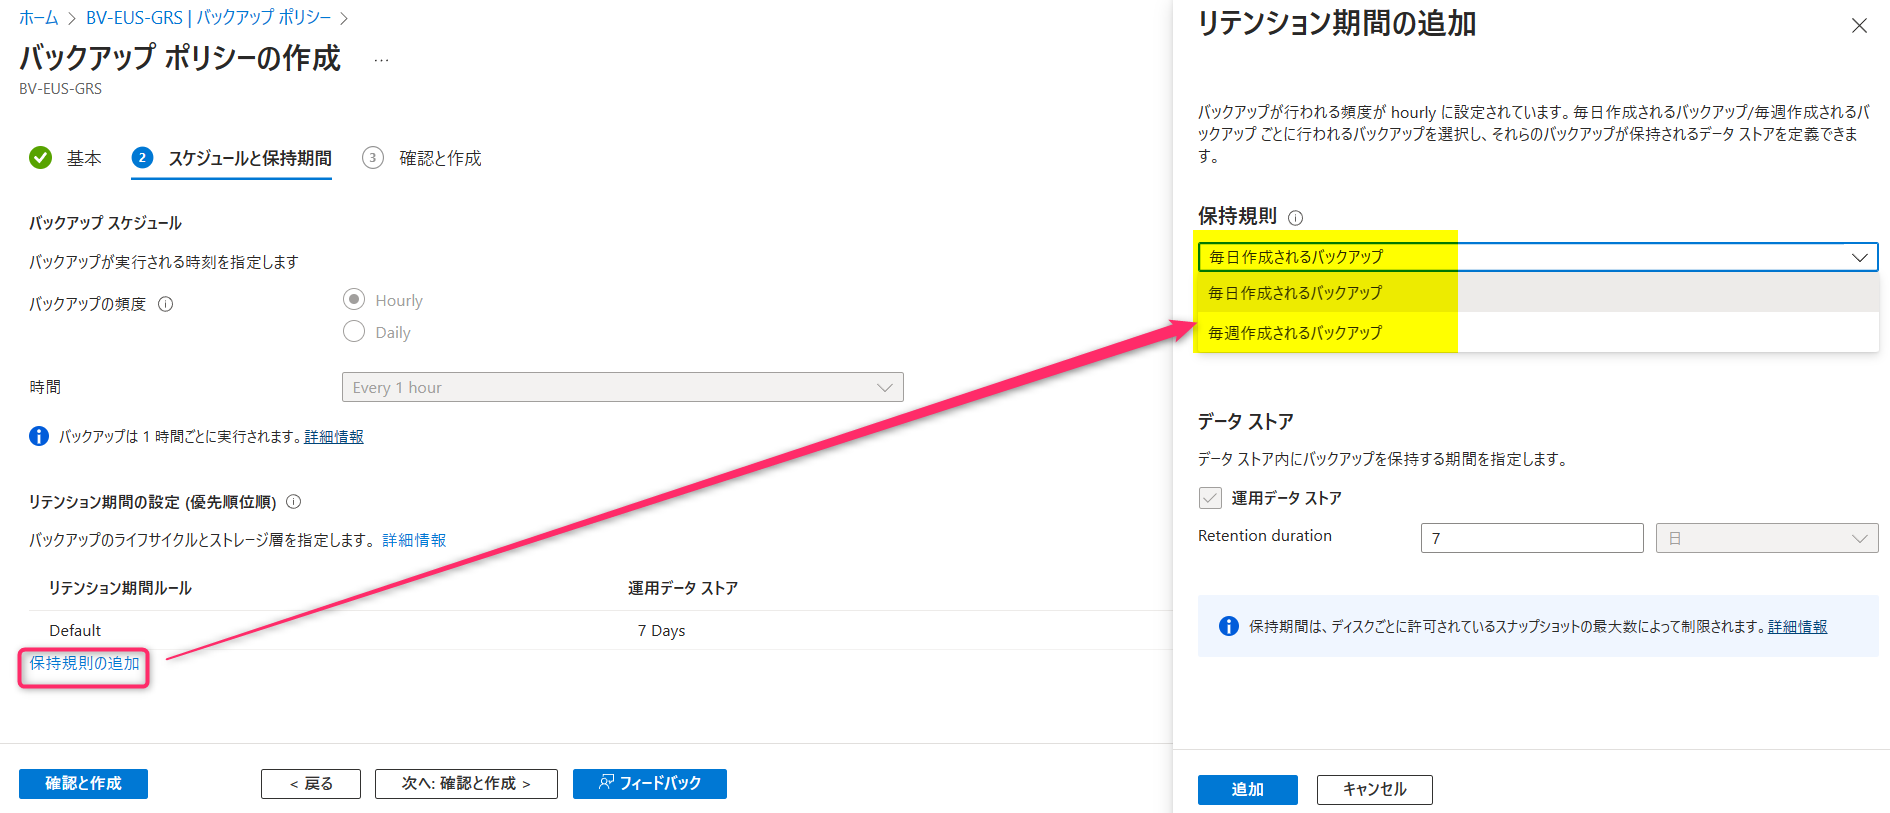 ホーム > BV-EUS-GRS | バックアップ ポリシー >
バックアップ ポリシーの作成 ...
BV-EUS-GRS
基本 2 スケジュールと保持期間 3 確認と作成
バックアップ スケジュール
バックアップが実行される時刻を指定します
バックアップの頻度
Hourly
Daily
時間
Every 1 hour
バックアップは 1 時間ごとに実行されます。詳細情報
リテンション期間の設定 (優先順位順)
バックアップのライフサイクルとストレージ層を指定します。 詳細情報
リテンション期間ルール 運用データ ストア
Default 7 Days
保持規則の追加
確認と作成 < 戻る 次へ: 確認と作成 > フィードバック
リテンション期間の追加
バックアップが行われる頻度が hourly に設定されています。毎日作成されるバックアップ/毎週作成されるバ
ックアップ ごとに行われるバックアップを選択し、それらのバックアップが保持されるデータ ストアを定義できま
す。
保持規則
毎日作成されるバックアップ
毎日作成されるバックアップ
毎週作成されるバックアップ
データ ストア
データ ストア内にバックアップを保持する期間を指定します。
運用データ ストア
Retention duration 7 日
保持期間は、ディスクごとに許可されているスナップショットの最大数によって制限されます。詳細情報
追加 キャンセル